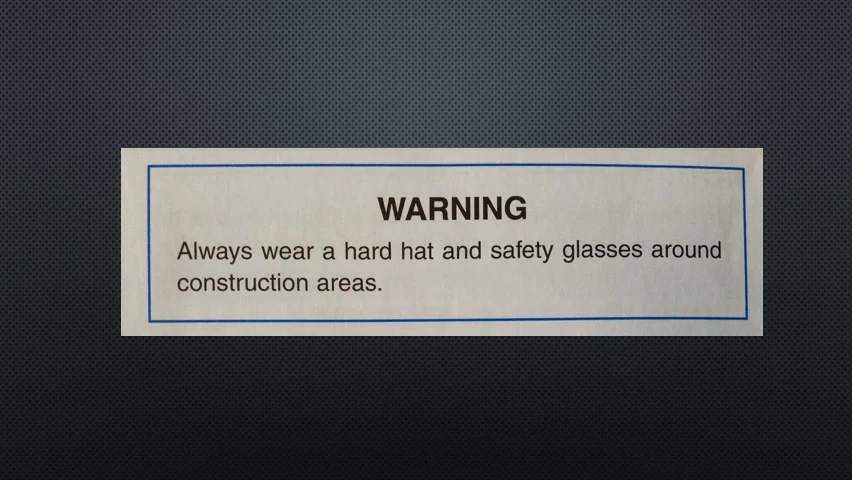 WARNING
Always wear a hard hat and safety glasses around
construction areas.